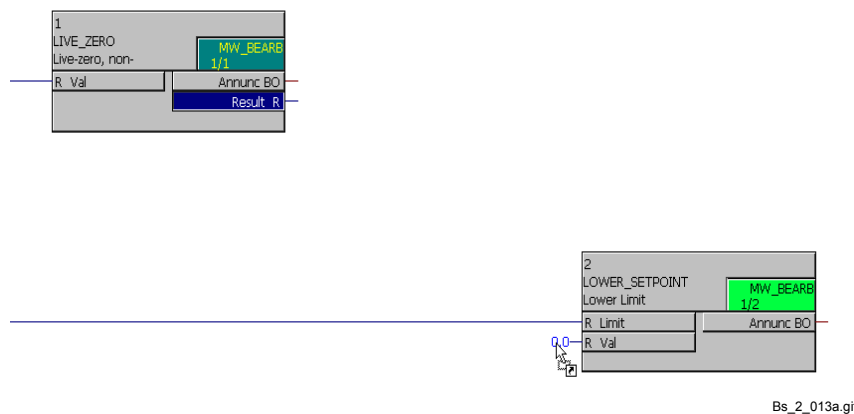 1
LIVE_ZERO
Live-zero, non-
MW_BEARB
1/1
R Val
Annunc BO
Result R
2
LOWER_SETPOINT
Lower Limit
MW_BEARB
1/2
R Limit
Annunc BO
0,0
R Val
Bs_2_013a.gi